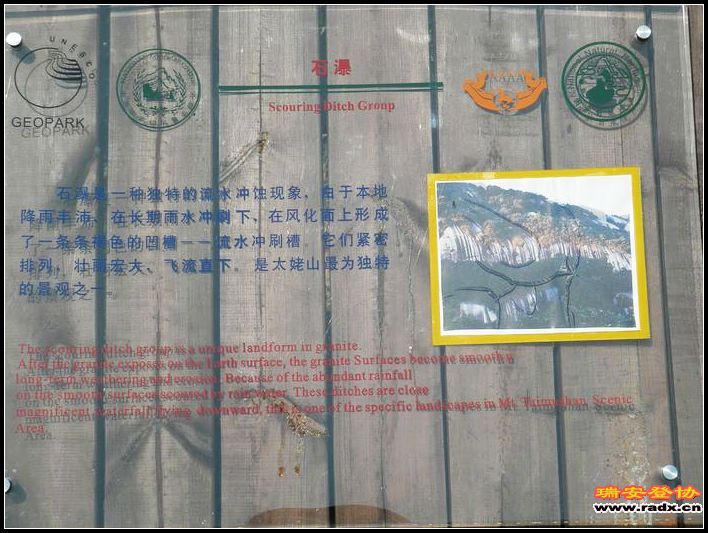 UNESCO
GEOPARK
石瀑
Scouring Ditch Group
AAAA
石瀑是一种独特的流水冲蚀现象，由于本地
降雨丰沛，在长期雨水冲刷下，在风化面上形成
了一条条褐色的凹槽——流水冲刷槽，它们紧密
排列，壮丽宏大、飞流直下。是太姥山最为独特
的景观之一。
The scouring ditch group is a unique landform in granite.
After the granite exposal on the Earth surface, the granite Surfaces become smooth
long-term weathering and erosion. Because of the abundant rainfall
on the smooth surface scoured by rain water. These ditches are close
magnificent waterfall flying downward, this is one of the specific landscapes in Mt. Taimushan Scenic
Area.
瑞安登协
www.radx.cn